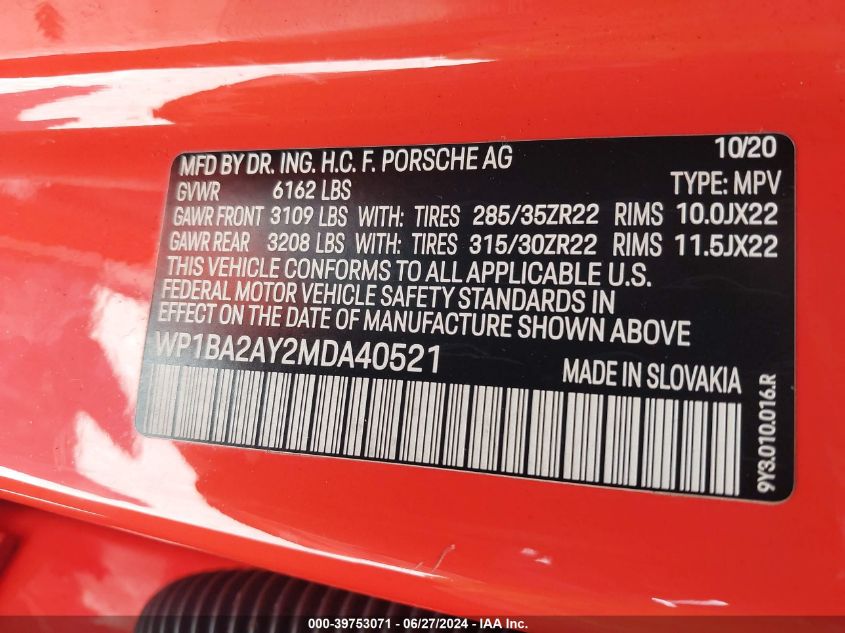 MFD BY DR. ING. H.C. F. PORSCHE AG 10/20
GVWR 6162 LBS TYPE: MPV
GAWR FRONT 3109 LBS WITH: TIRES 285/35ZR22 RIMS 10.0JX22
GAWR REAR 3208 LBS WITH: TIRES 315/30ZR22 RIMS 11.5JX22
THIS VEHICLE CONFORMS TO ALL APPLICABLE U.S.
FEDERAL MOTOR VEHICLE SAFETY STANDARDS IN
EFFECT ON THE DATE OF MANUFACTURE SHOWN ABOVE
WP1BA2AY2MDA40521
MADE IN SLOVAKIA
9Y3.010.016.R
000-39753071 - 06/27/2024 - IAA Inc.